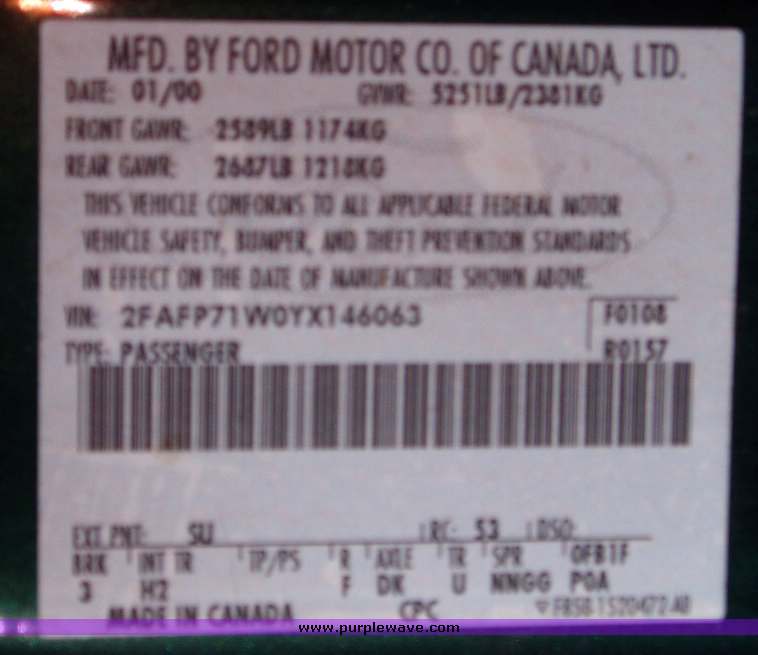 MFD. BY FORD MOTOR CO. OF CANADA, LTD.
DATE: 01/00 GVWR: 5251LB/2381KG
FRONT GAWR: 2589LB 1174KG
REAR GAWR: 2687LB 1218KG
THIS VEHICLE CONFORMS TO ALL APPLICABLE FEDERAL MOTOR
VEHICLE SAFETY, BUMPER, AND THEFT PREVENTION STANDARDS
IN EFFECT ON THE DATE OF MANUFACTURE SHOWN ABOVE.
VIN: 2FAFP71W0YX146063 F0108
TYPE: PASSENGER R0157
EXT PNT: SU RC: 53 DSO:
BRK INT TR TP/PS R AXLE TR SPR 0FB1F
3 H2 F DK U NNGG P0A
MADE IN CANADA CPC
www.purplewave.com